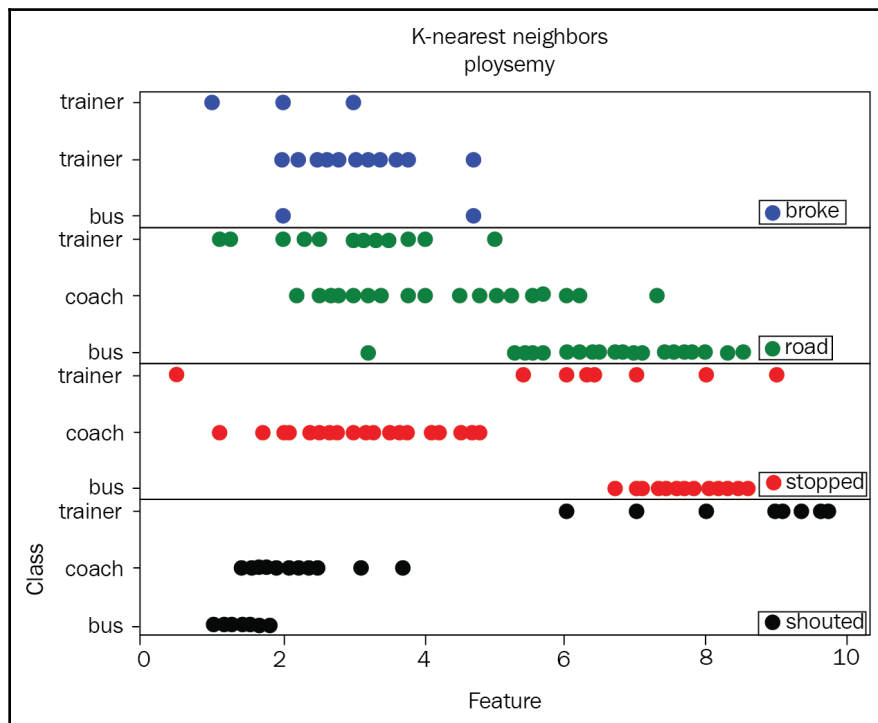 K-nearest neighbors
ploysemy
trainer
trainer
bus
broke
trainer
coach
bus
road
trainer
coach
bus
stopped
trainer
coach
bus
shouted
Class
0 2 4 6 8 10
Feature